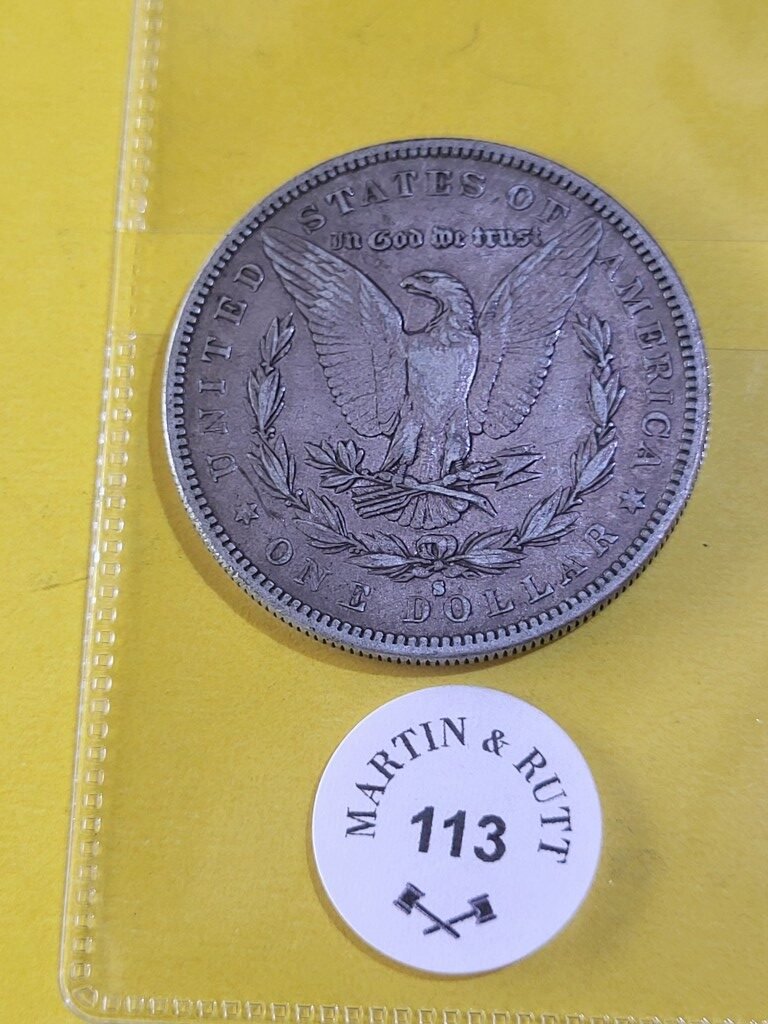 UNITED STATES OF AMERICA
In God we trust
S
ONE DOLLAR
MARTIN & RUTT
113